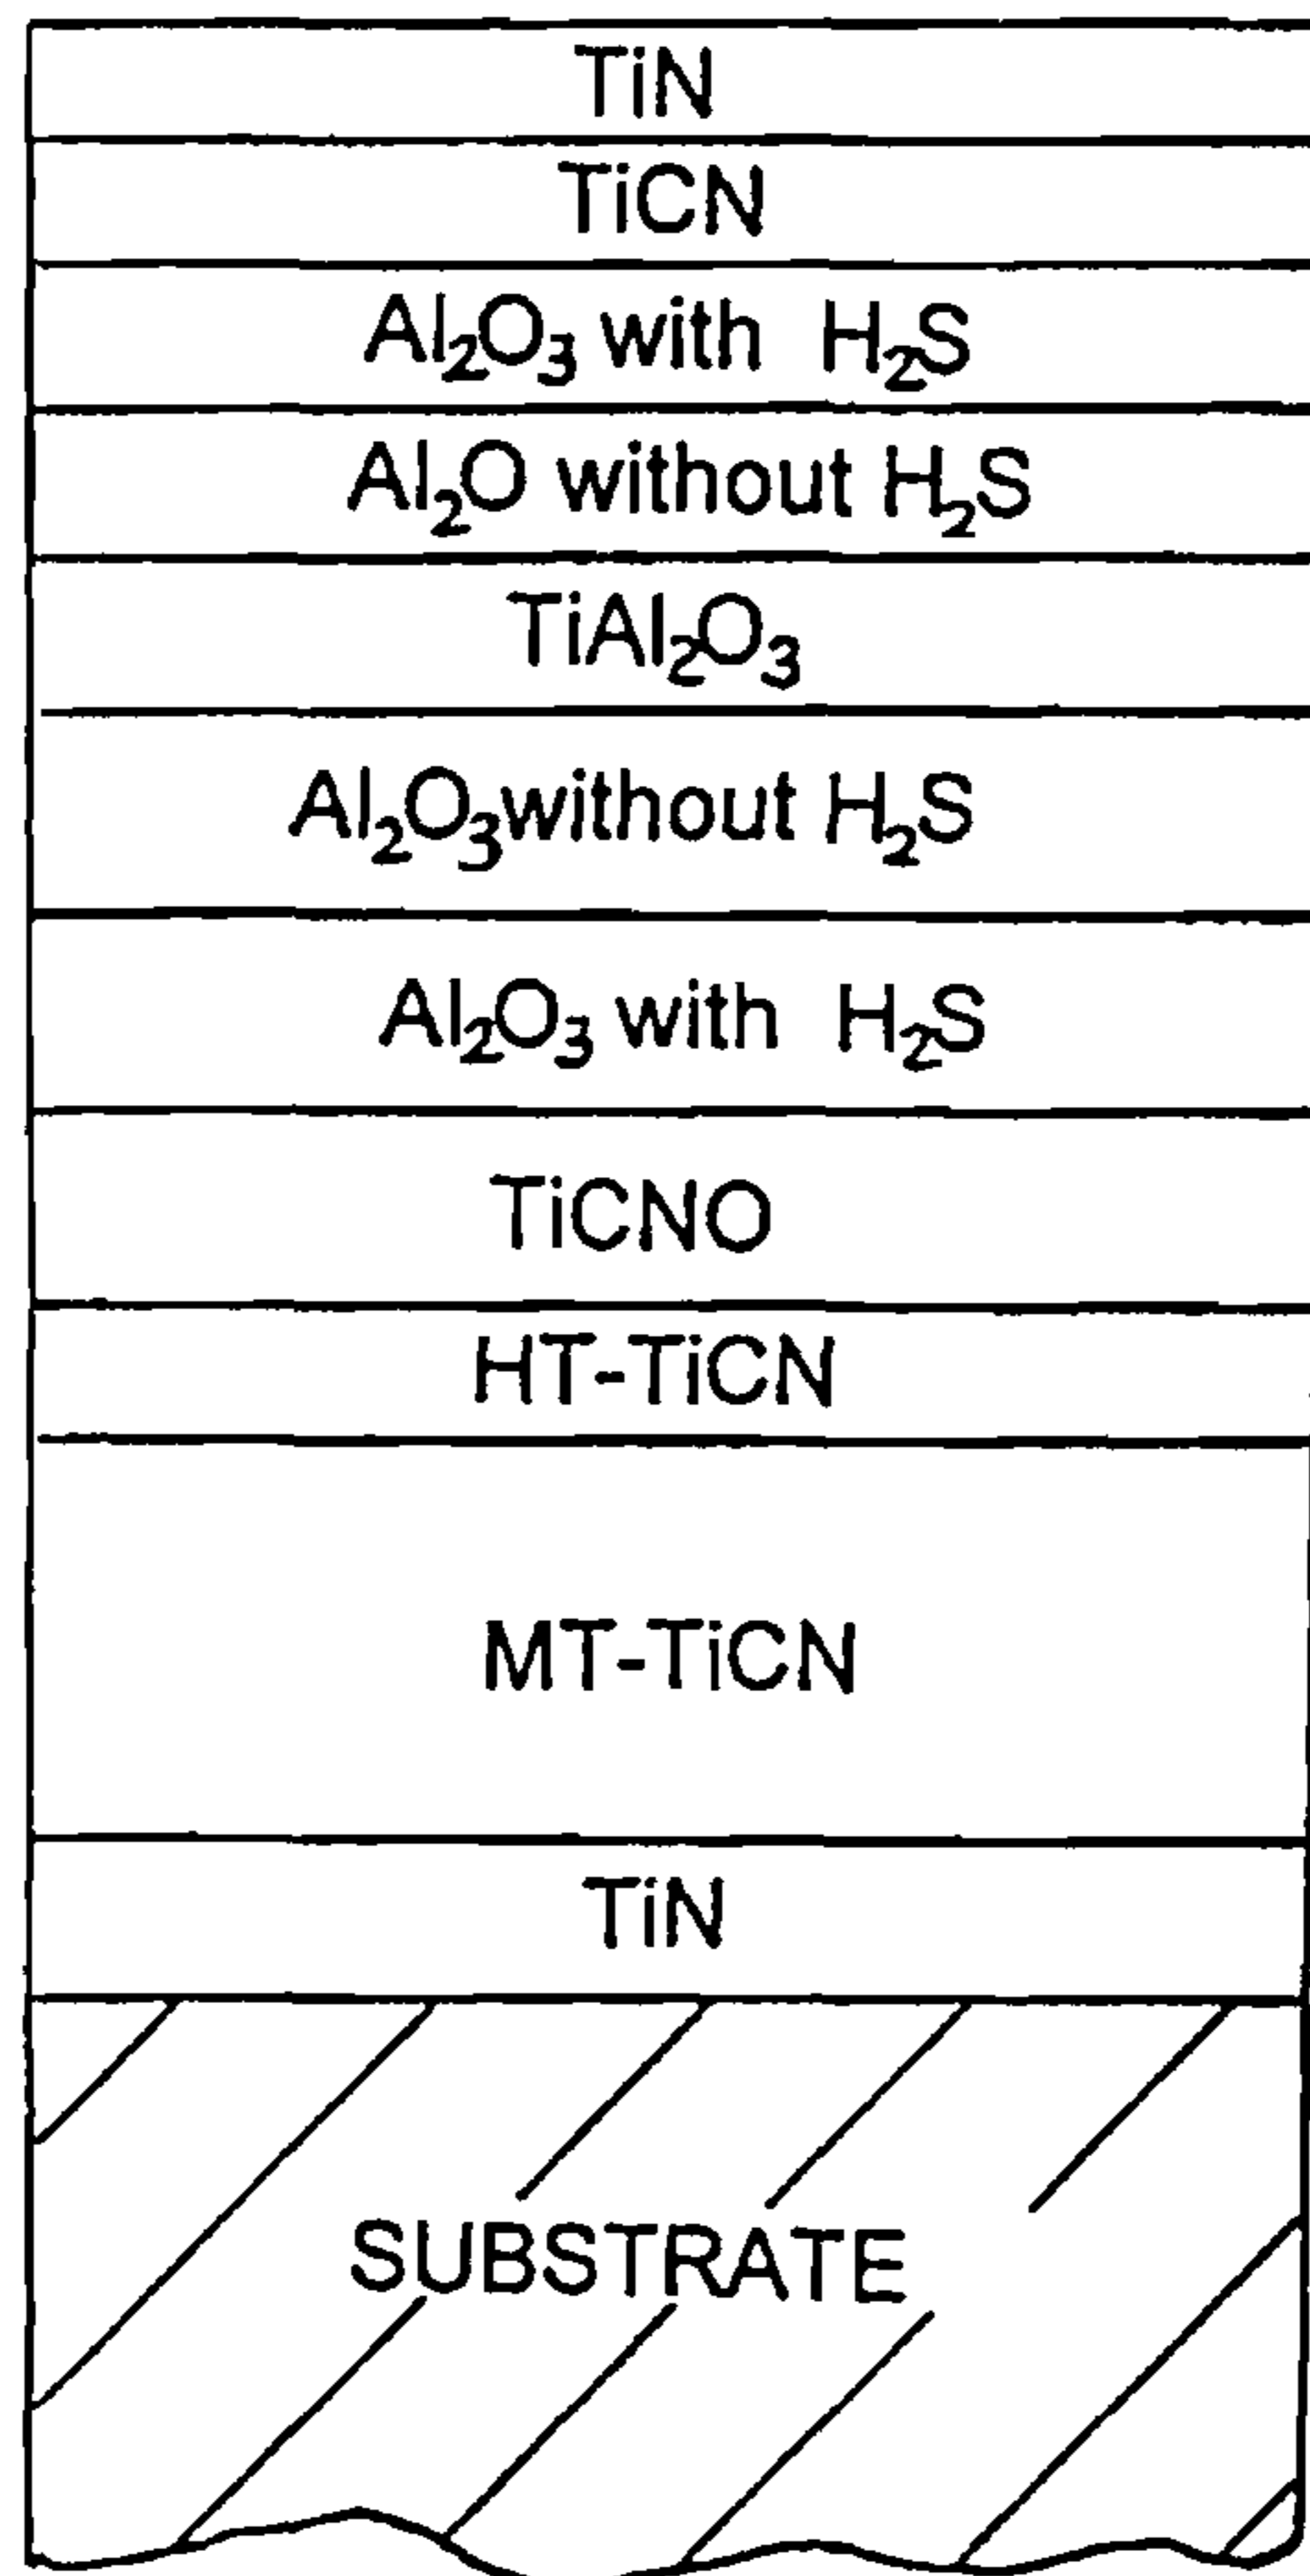 TiN
TiCN
Al₂O₃ with H₂S
Al₂O without H₂S
TiAl₂O₃
Al₂O₃without H₂S
Al₂O₃ with H₂S
TiCNO
HT-TiCN
MT-TiCN
TiN
SUBSTRATE